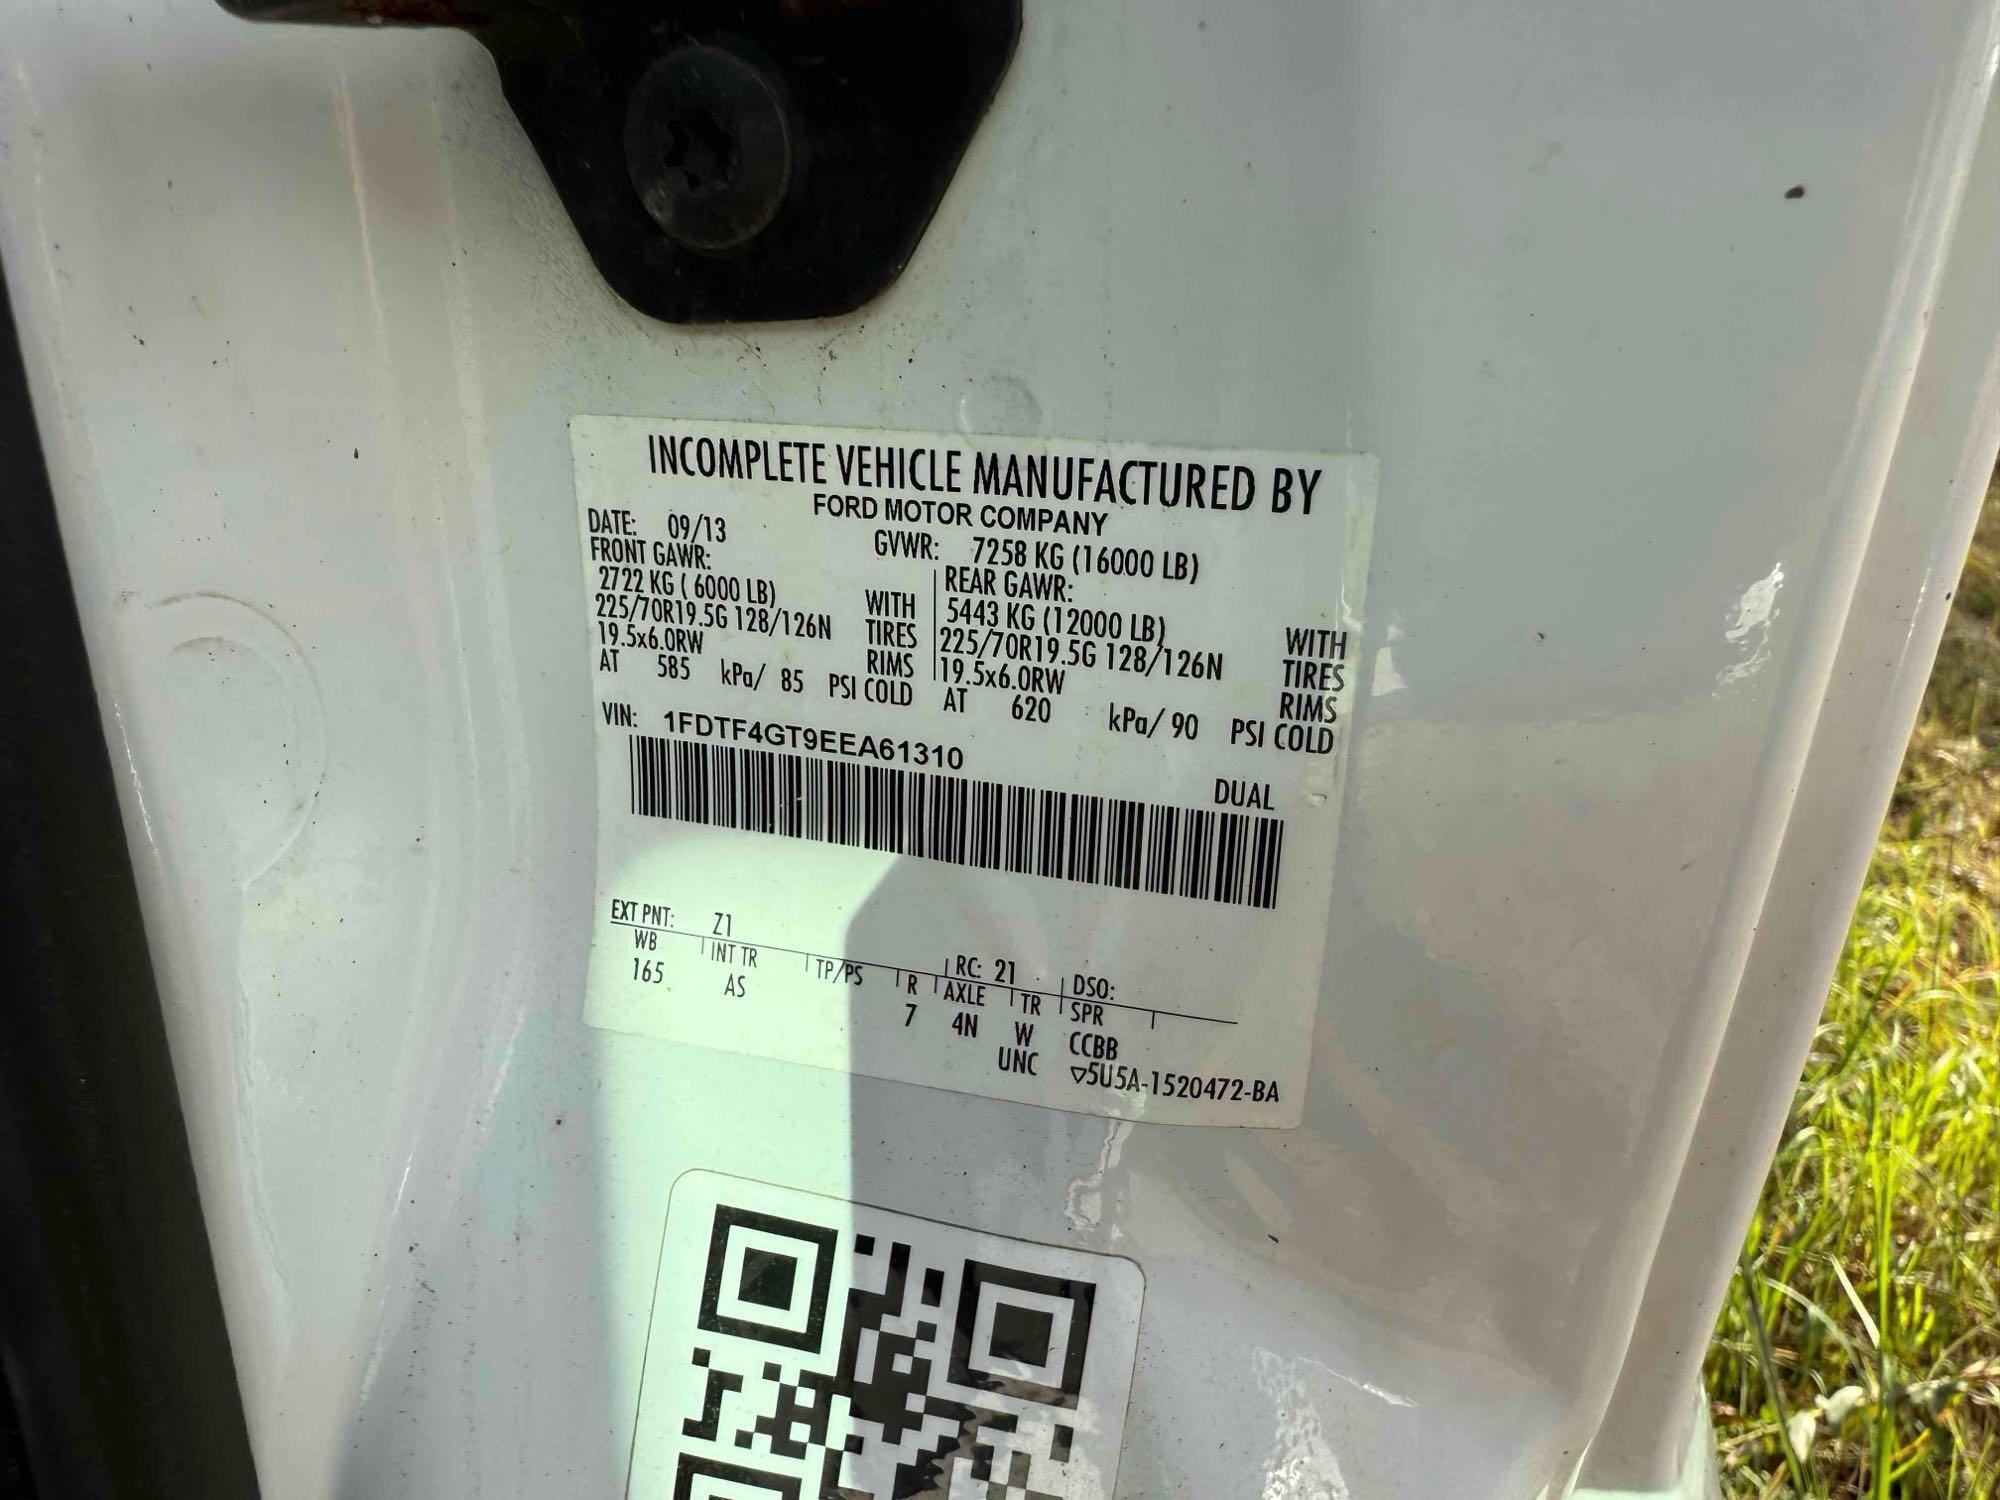 INCOMPLETE VEHICLE MANUFACTURED BY
FORD MOTOR COMPANY
DATE: 09/13 GVWR: 7258 KG (16000 LB)
FRONT GAWR: REAR GAWR:
2722 KG ( 6000 LB) WITH 5443 KG (12000 LB) WITH
225/70R19.5G 128/126N TIRES 225/70R19.5G 128/126N TIRES
19.5x6.0RW RIMS 19.5x6.0RW RIMS
AT 585 kPa/ 85 PSI COLD AT 620 kPa/ 90 PSI COLD
VIN: 1FDTF4GT9EEA61310
DUAL
EXT PNT: Z1 RC: 21 DSO:
WB INT TR TP/PS R AXLE TR SPR
165 AS 7 4N W CCBB
UNC ▽5U5A-1520472-BA